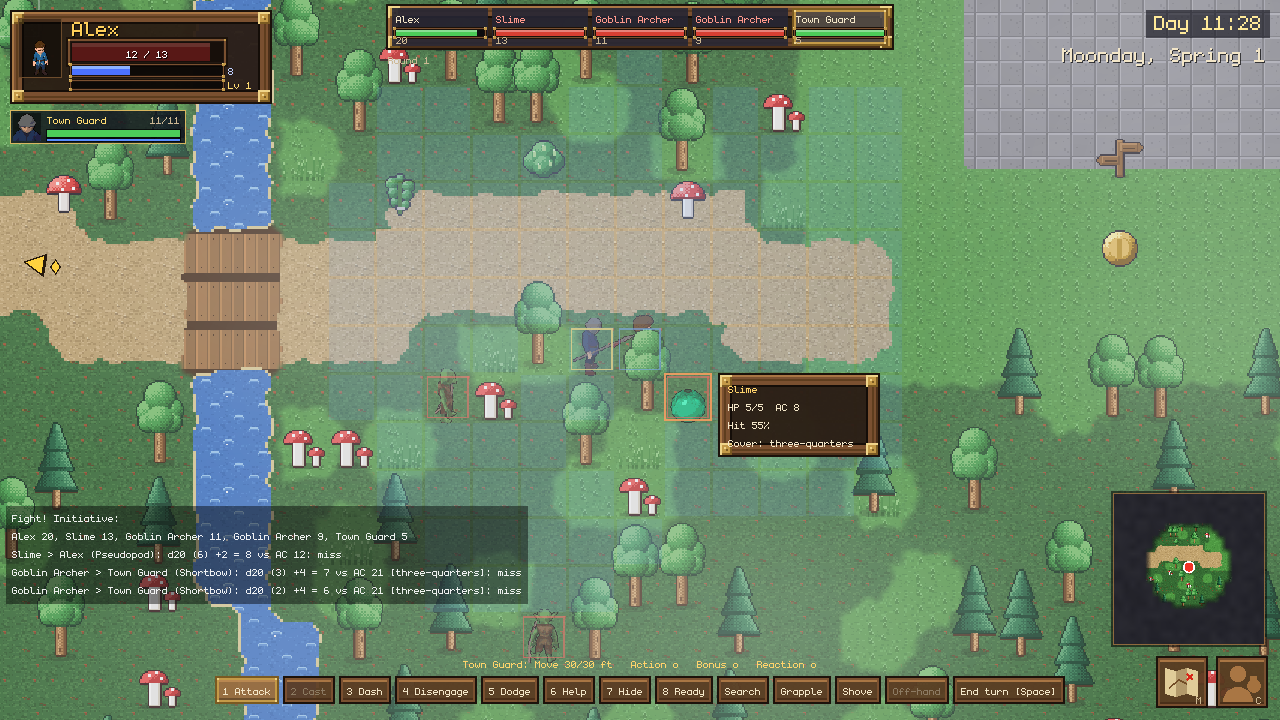 Alex
12 / 13
8
Lv 1
Town Guard 11/11
Alex
20
Slime
13
Goblin Archer
11
Goblin Archer
9
Town Guard
5
Round 1
Day 11:28
Moonday, Spring 1
Slime
HP 5/5 AC 8
Hit 55%
Cover: three-quarters
Fight! Initiative:
Alex 20, Slime 13, Goblin Archer 11, Goblin Archer 9, Town Guard 5
Slime > Alex (Pseudopod): d20 (6) +2 = 8 vs AC 12: miss
Goblin Archer > Town Guard (Shortbow): d20 (3) +4 = 7 vs AC 21 [three-quarters]: miss
Goblin Archer > Town Guard (Shortbow): d20 (2) +4 = 6 vs AC 21 [three-quarters]: miss
Town Guard: Move 30/30 ft Action o Bonus o Reaction o
1 Attack
2 Cast
3 Dash
4 Disengage
5 Dodge
6 Help
7 Hide
8 Ready
Search
Grapple
Shove
Off-hand
End turn [Space]
M
C